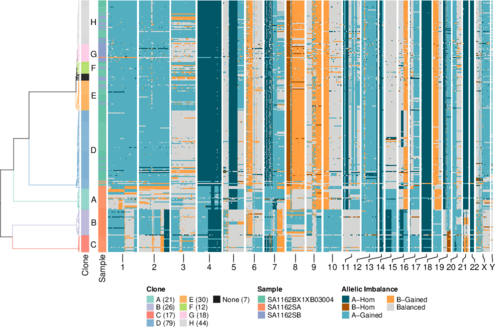 H
G
F
E
D
A
B
C
Clone
Sample
1 2 3 4 5 6 7 8 9 10 11 12 13 14 15 16 17 18 19 20 21 22 X Y
Clone Sample Allelic Imbalance
A (21) E (30) None (7) SA1162BX1XB03004 A-Hom B-Gained
B (26) F (12) SA1162SA B-Hom Balanced
C (17) G (18) SA1162SB A-Gained
D (79) H (44)